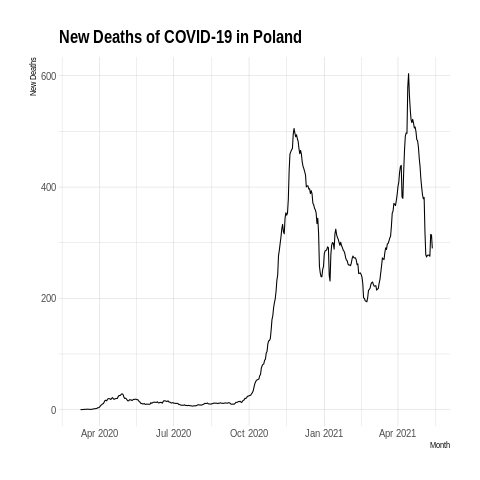 New Deaths of COVID-19 in Poland
New Deaths
600
400
200
0
Apr 2020 Jul 2020 Oct 2020 Jan 2021 Apr 2021
Month